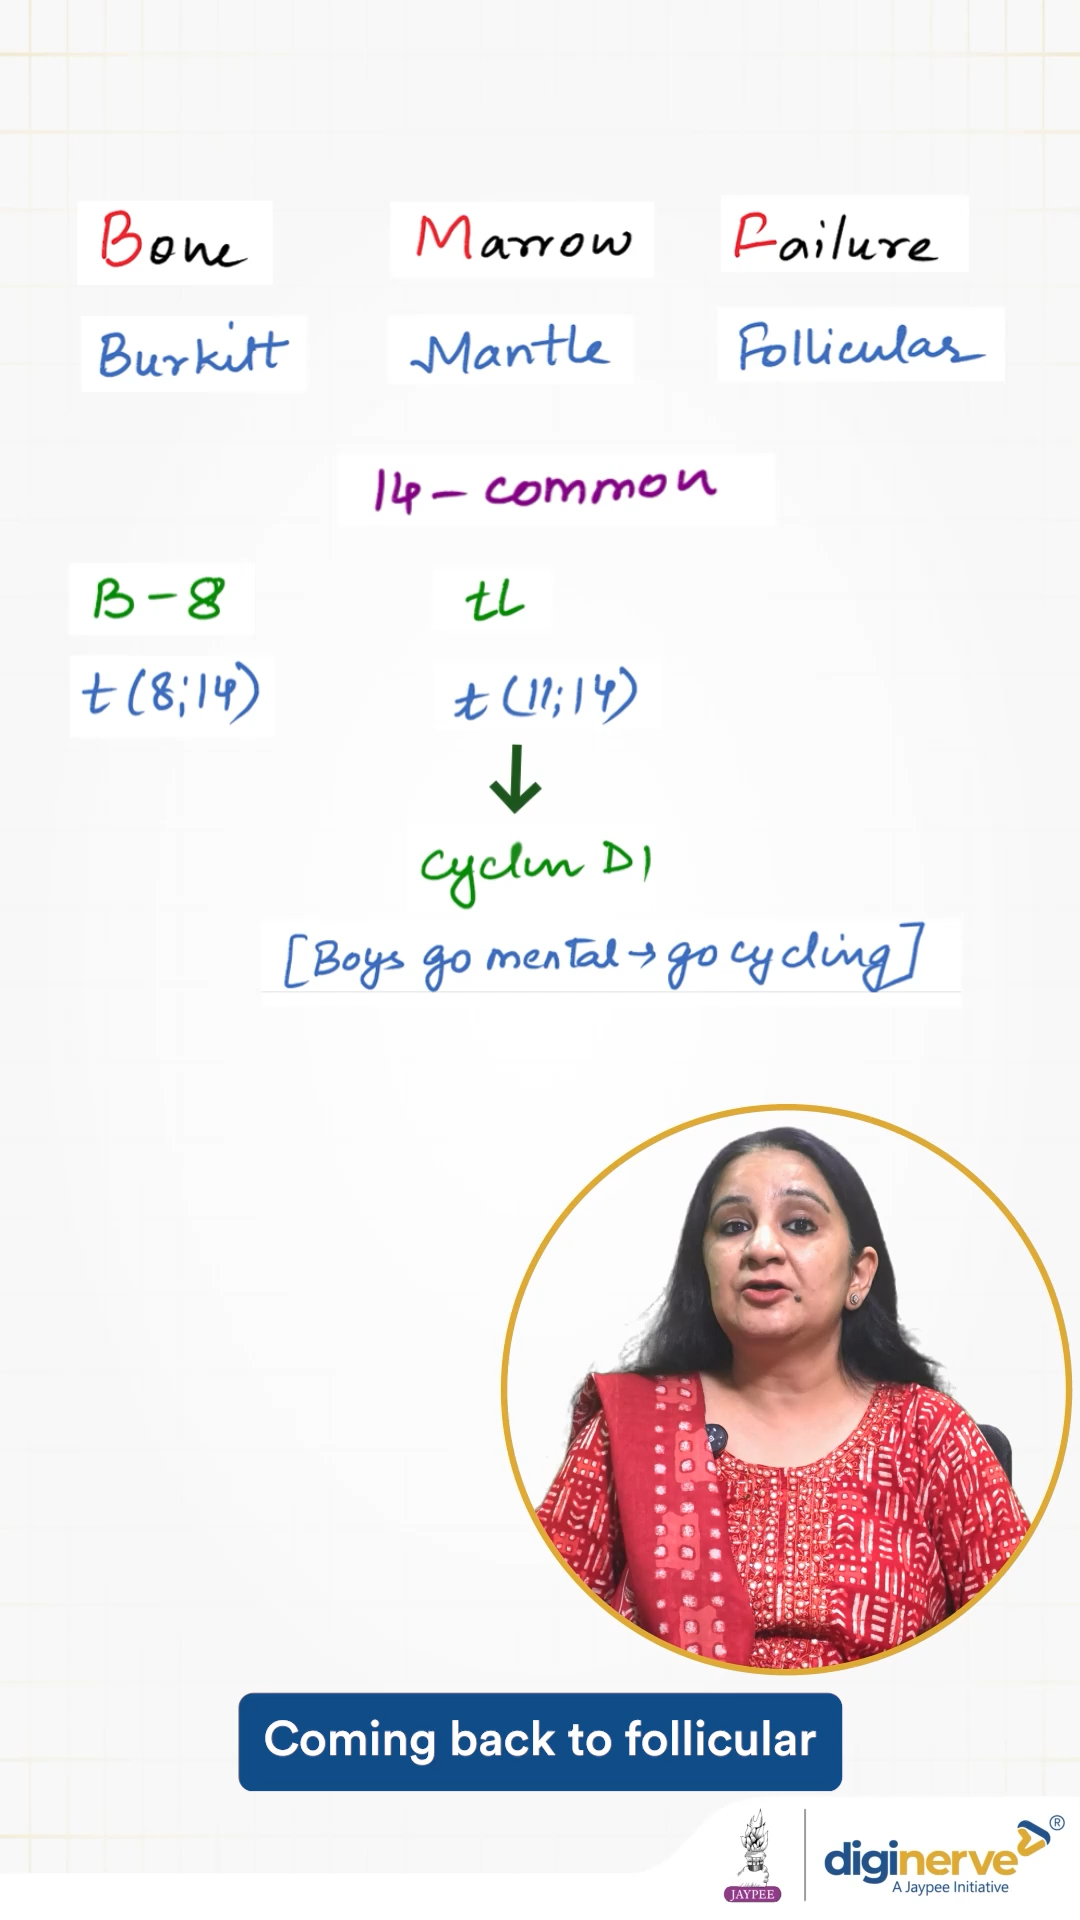 Bone Marrow Failure
Burkitt Mantle Follicular
14 - common
B - 8 tL
t(8;14) t(11;14)
↓
Cyclin D1
[Boys go mental → go cycling]
Coming back to follicular
JAYPEE
diginerve®
A Jaypee Initiative